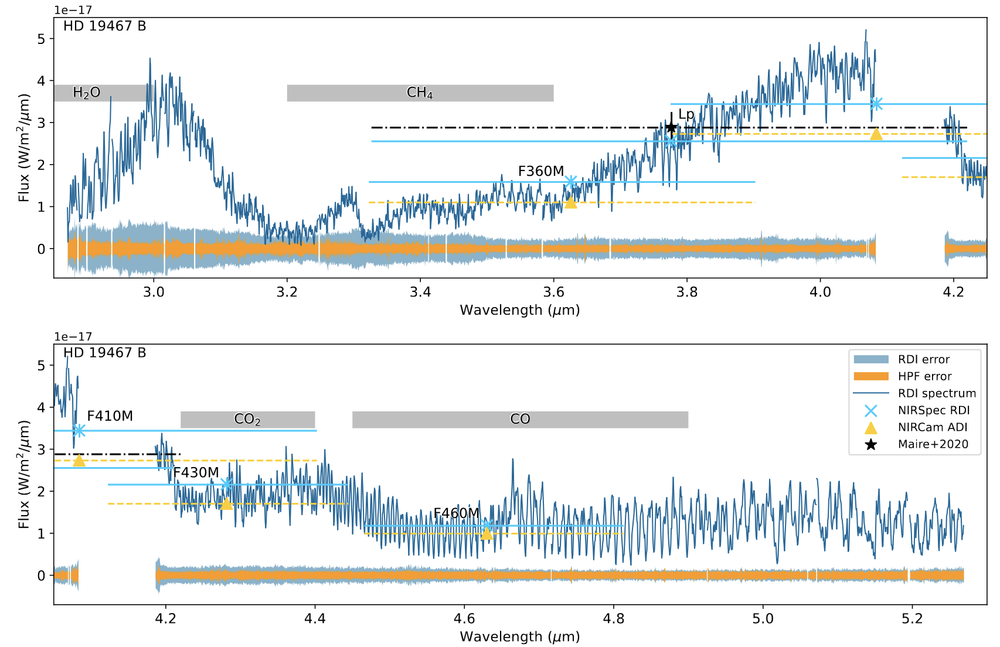 1e−17
HD 19467 B
H₂O
CH₄
Lp
F360M
Flux (W/m²/μm)
5
4
3
2
1
0
3.0 3.2 3.4 3.6 3.8 4.0 4.2
Wavelength (μm)
1e−17
HD 19467 B
F410M
CO₂
CO
F430M
F460M
RDI error
HPF error
RDI spectrum
NIRSpec RDI
NIRCam ADI
Maire+2020
Flux (W/m²/μm)
5
4
3
2
1
0
4.2 4.4 4.6 4.8 5.0 5.2
Wavelength (μm)